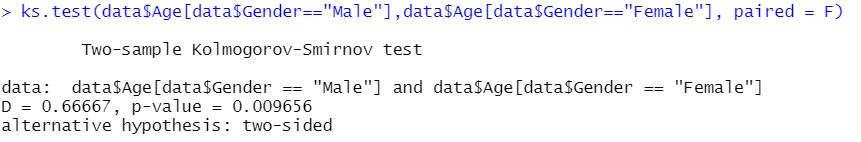 > ks.test(data$Age[data$Gender=="Male"],data$Age[data$Gender=="Female"], paired = F)
Two-sample Kolmogorov-Smirnov test
data:  data$Age[data$Gender == "Male"] and data$Age[data$Gender == "Female"]
D = 0.66667, p-value = 0.009656
alternative hypothesis: two-sided